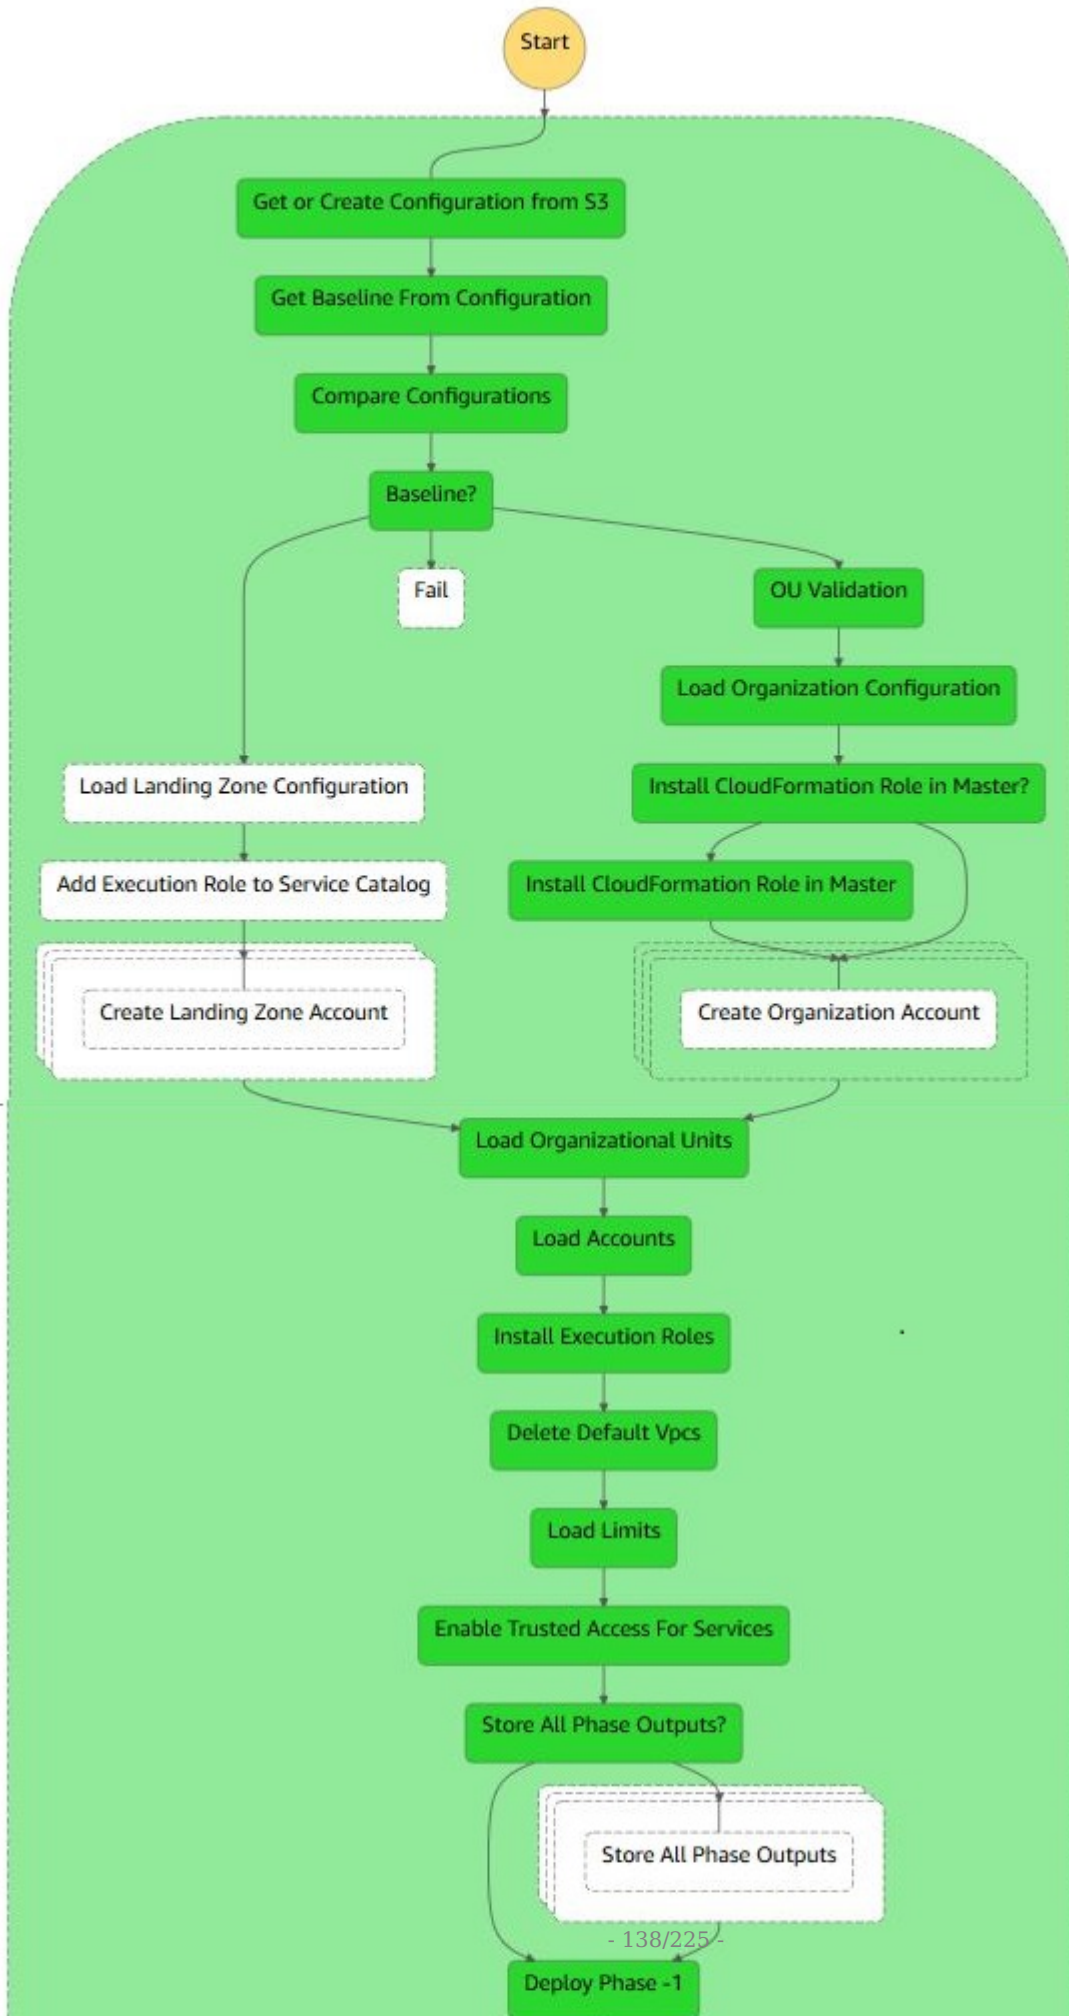 Start
Get or Create Configuration from S3
Get Baseline From Configuration
Compare Configurations
Baseline?
Fail
OU Validation
Load Organization Configuration
Load Landing Zone Configuration
Install CloudFormation Role in Master?
Add Execution Role to Service Catalog
Install CloudFormation Role in Master
Create Landing Zone Account
Create Organization Account
Load Organizational Units
Load Accounts
Install Execution Roles
Delete Default Vpcs
Load Limits
Enable Trusted Access For Services
Store All Phase Outputs?
Store All Phase Outputs
- 138/225 -
Deploy Phase -1